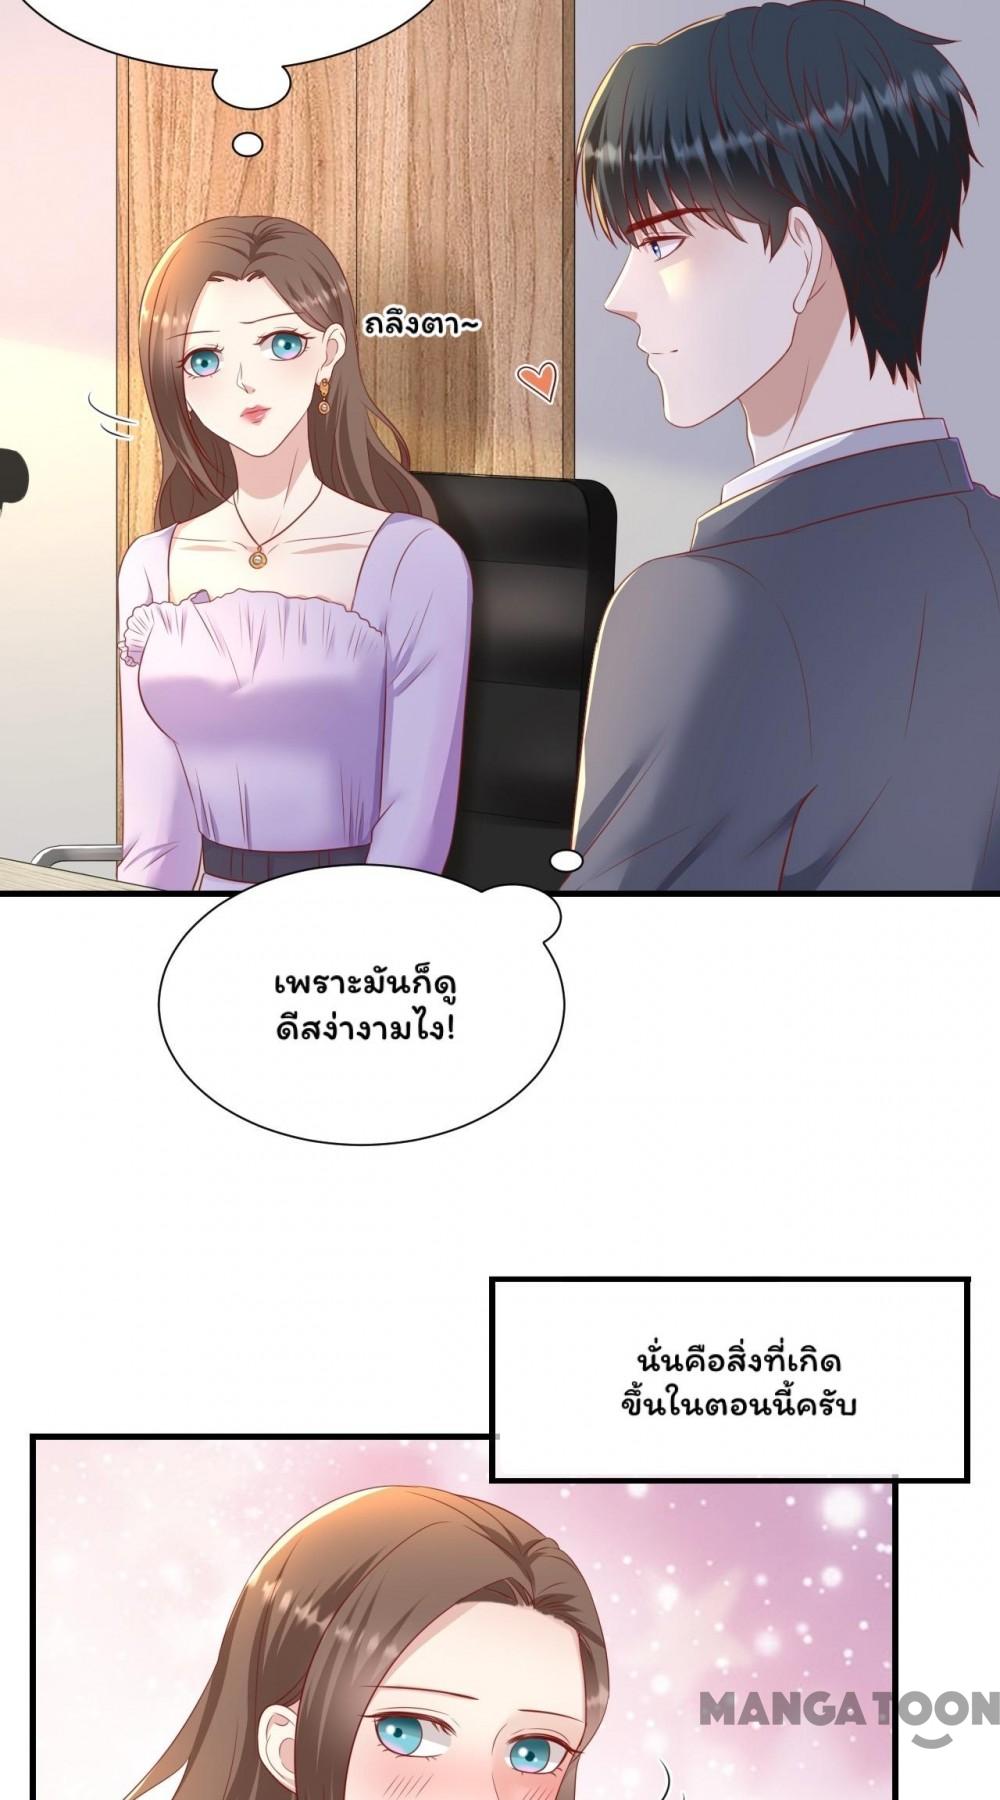 ถลึงตา~
เพราะมันก็ดู
ดีสง่างามไง!
นั่นคือสิ่งที่เกิด
ขึ้นในตอนนี้ครับ
MANGATOON